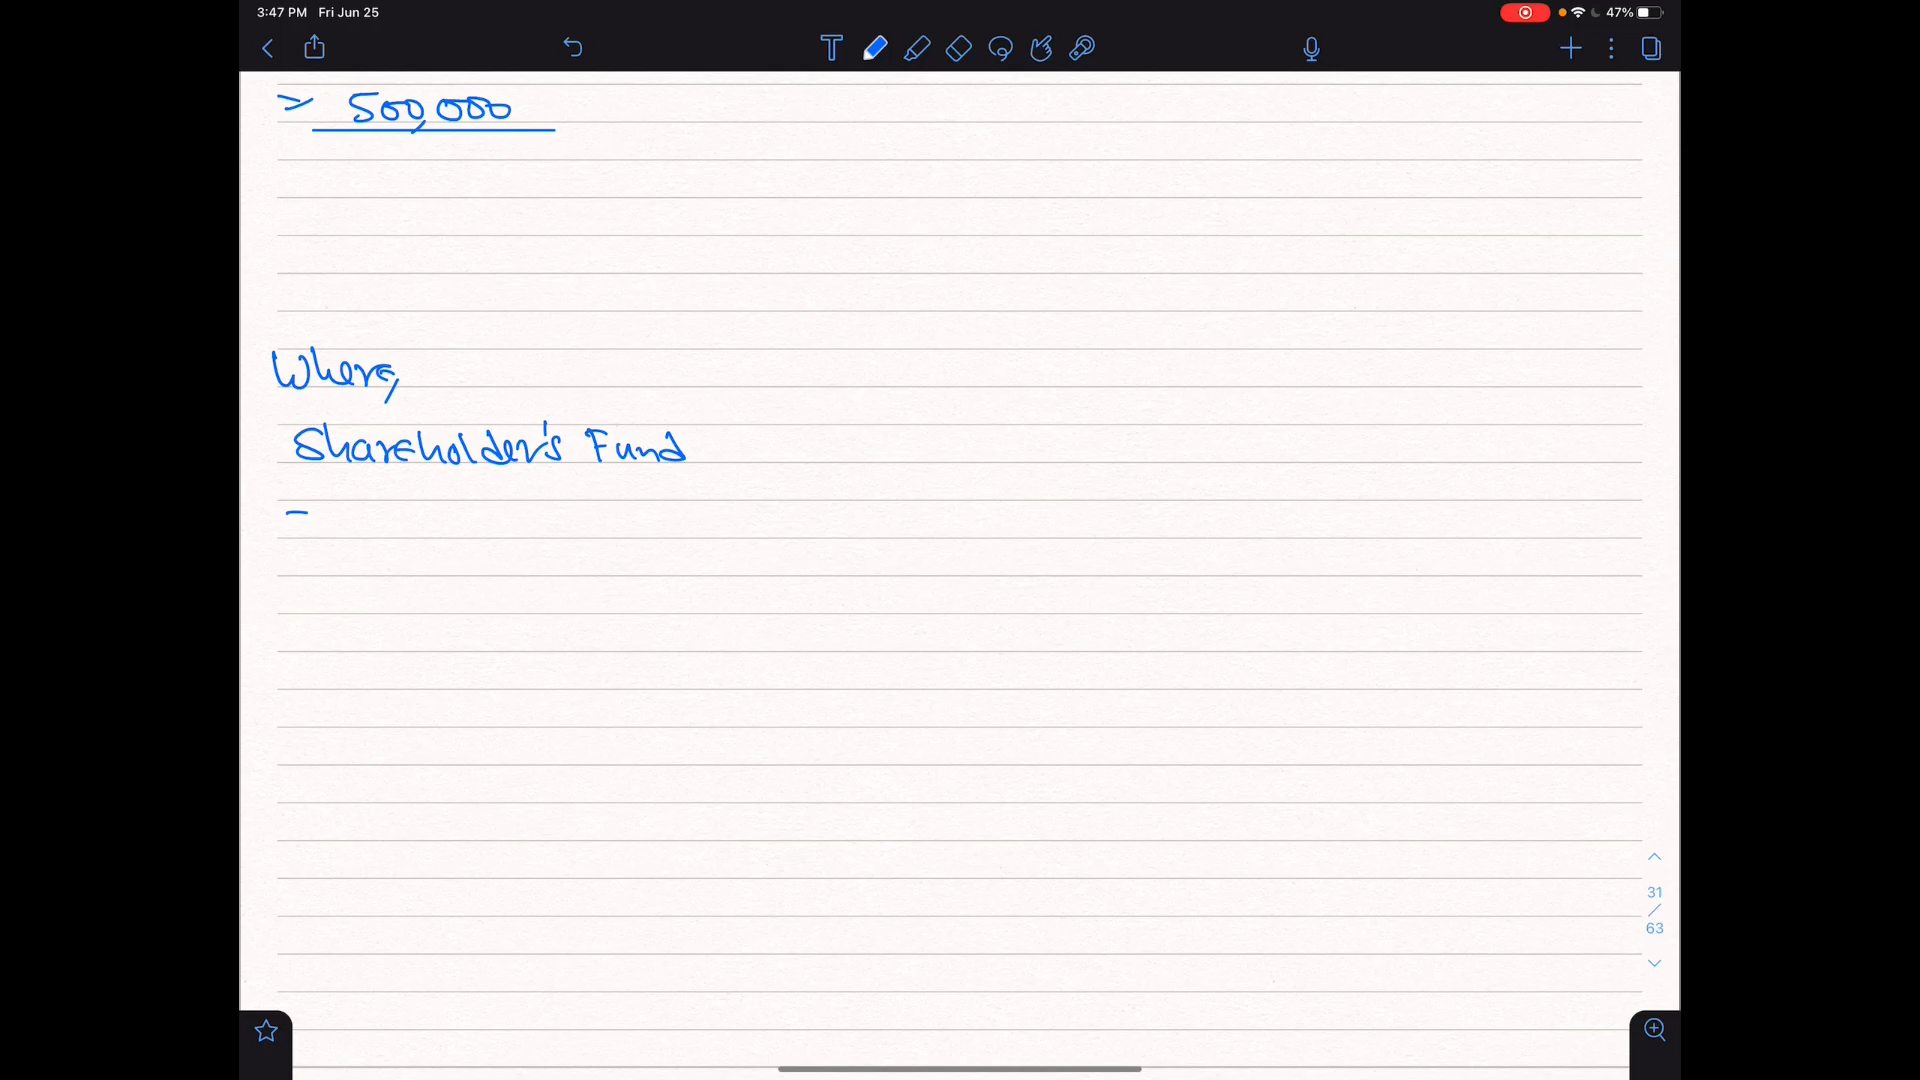 3:47 PM Fri Jun 25
47%
= 500,000
Where,
Shareholder's Fund
-
31
/
63